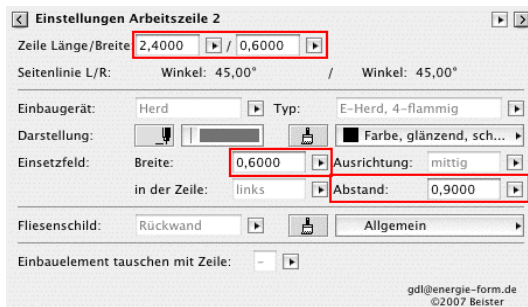 Einstellungen Arbeitszeile 2
Zeile Länge/Breite 2,4000 / 0,6000
Seitenlinie L/R: Winkel: 45,00° / Winkel: 45,00°
Einbaugerät: Herd Typ: E-Herd, 4-flammig
Darstellung: Farbe, glänzend, sch...
Einsetzfeld: Breite: 0,6000 Ausrichtung: mittig
in der Zeile: links Abstand: 0,9000
Fliesenschild: Rückwand Allgemein
Einbauelement tauschen mit Zeile: -
gdl@energie-form.de
©2007 Beister